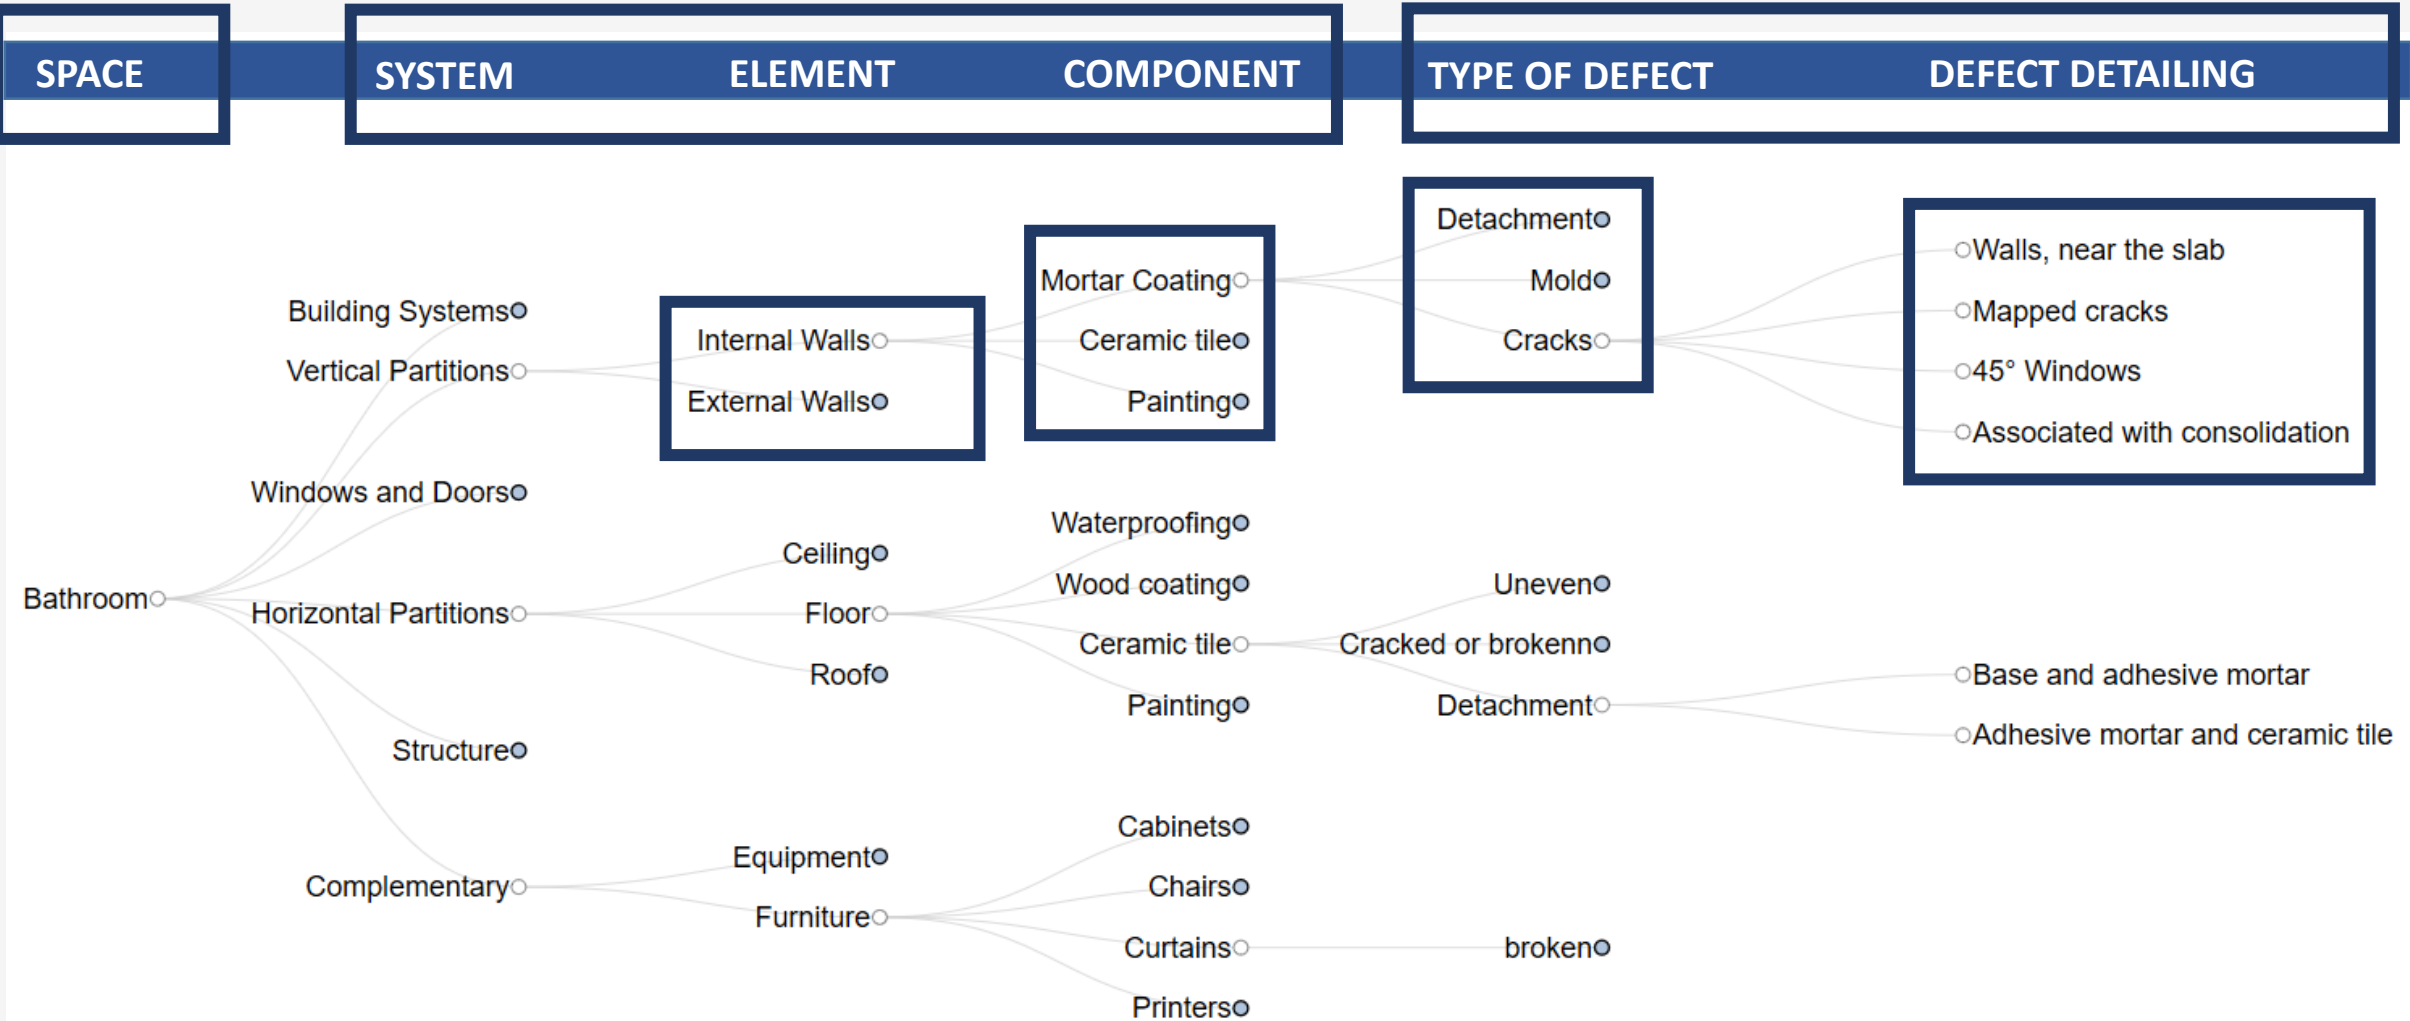 SPACE
SYSTEM
ELEMENT
COMPONENT
TYPE OF DEFECT
DEFECT DETAILING
Bathroom
Building Systems
Vertical Partitions
Windows and Doors
Horizontal Partitions
Structure
Complementary
Internal Walls
External Walls
Ceiling
Floor
Roof
Equipment
Furniture
Mortar Coating
Ceramic tile
Painting
Waterproofing
Wood coating
Ceramic tile
Painting
Cabinets
Chairs
Curtains
Printers
Detachment
Mold
Cracks
Uneven
Cracked or brokenn
Detachment
broken
Walls, near the slab
Mapped cracks
45° Windows
Associated with consolidation
Base and adhesive mortar
Adhesive mortar and ceramic tile